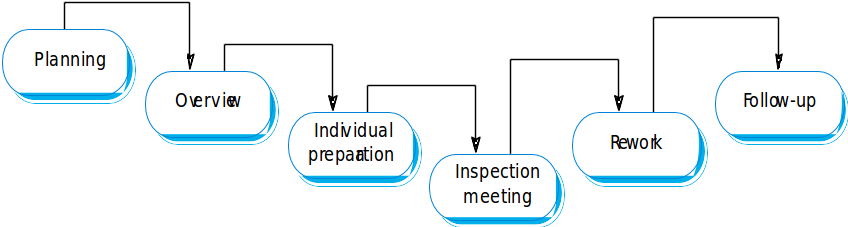 Planning
Overview
Individual
preparation
Inspection
meeting
Rework
Follow-up